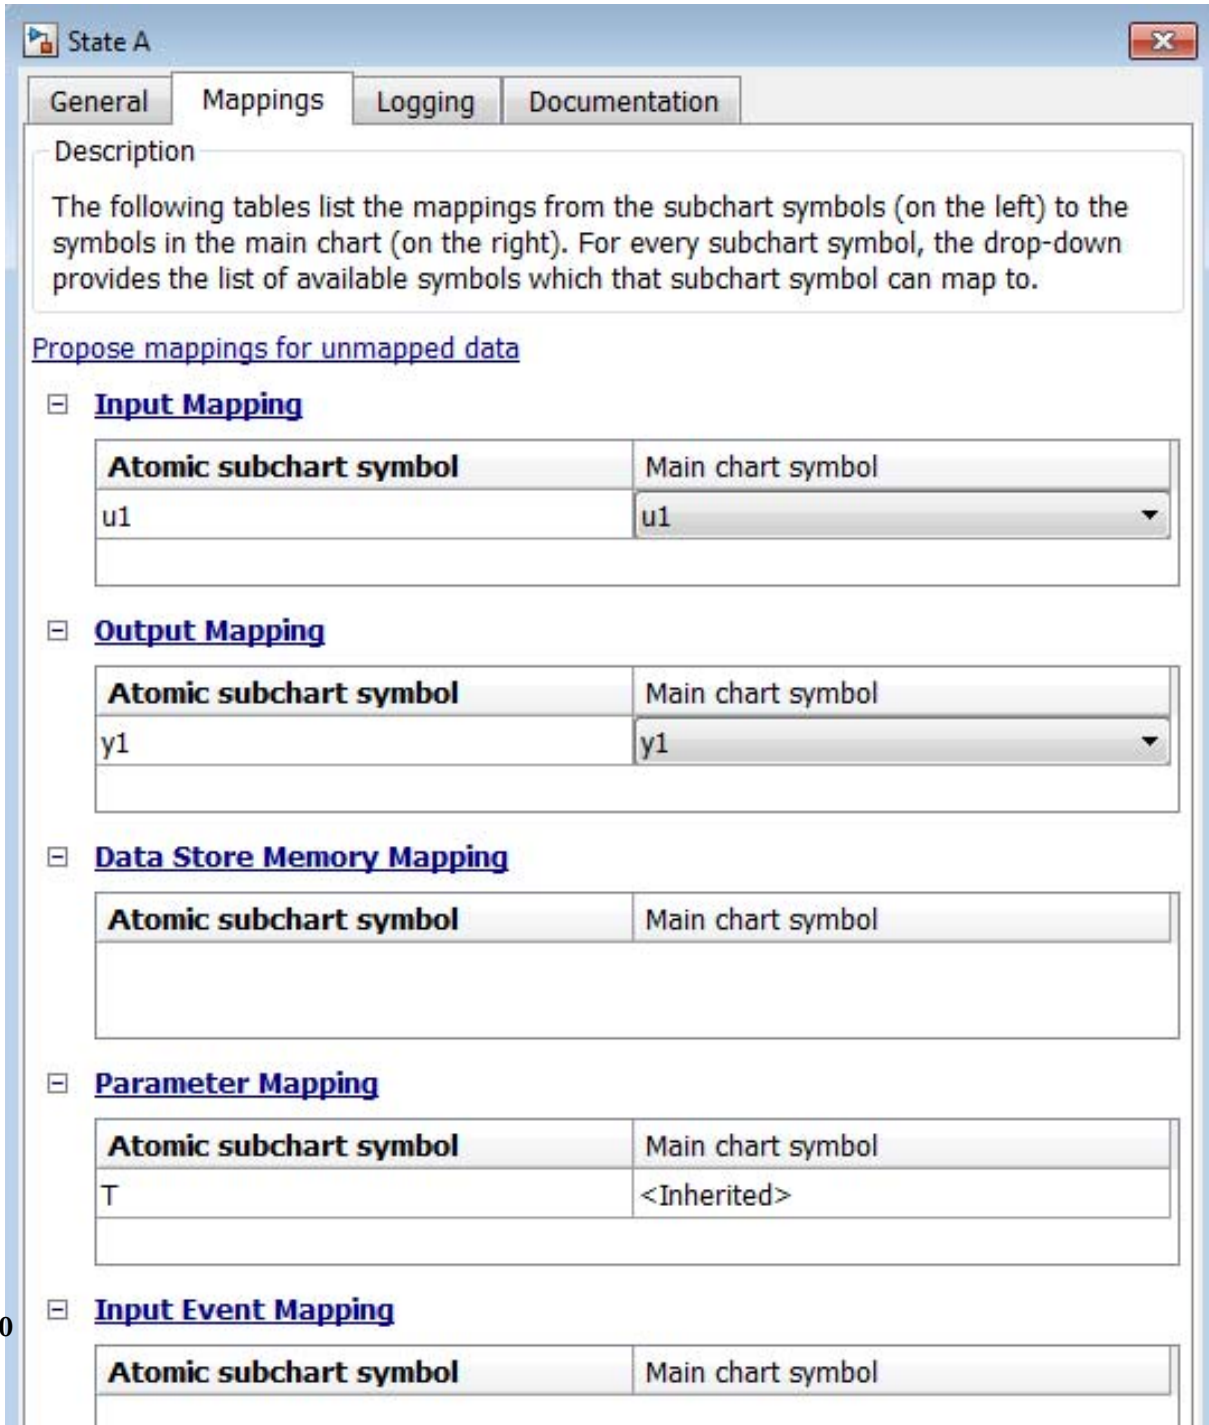 State A
General Mappings Logging Documentation
Description
The following tables list the mappings from the subchart symbols (on the left) to the
symbols in the main chart (on the right). For every subchart symbol, the drop-down
provides the list of available symbols which that subchart symbol can map to.
Propose mappings for unmapped data
Input Mapping
Atomic subchart symbol Main chart symbol
u1 u1
Output Mapping
Atomic subchart symbol Main chart symbol
y1 y1
Data Store Memory Mapping
Atomic subchart symbol Main chart symbol
Parameter Mapping
Atomic subchart symbol Main chart symbol
T <Inherited>
0 Input Event Mapping
Atomic subchart symbol Main chart symbol